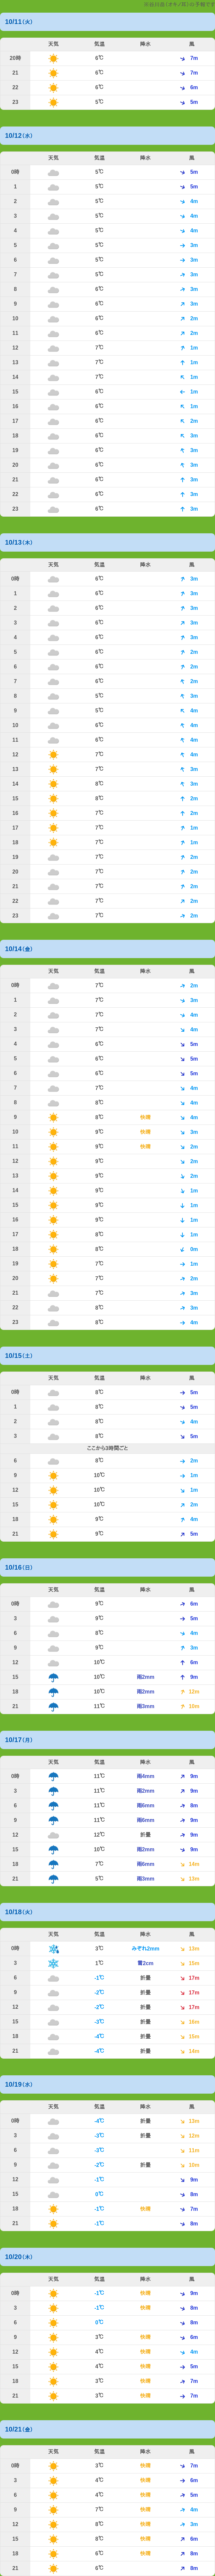 10/11(火)
天気 気温 降水 風
20時 6℃ 7m
21 6℃ 7m
22 6℃ 6m
23 5℃ 5m
10/12(水)
天気 気温 降水 風
0時 5℃ 5m
1 5℃ 5m
2 5℃ 4m
3 5℃ 4m
4 5℃ 4m
5 5℃ 3m
6 5℃ 3m
7 5℃ 3m
8 6℃ 3m
9 6℃ 3m
10 6℃ 2m
11 6℃ 2m
12 7℃ 1m
13 7℃ 1m
14 7℃ 1m
15 6℃ 1m
16 6℃ 1m
17 6℃ 2m
18 6℃ 3m
19 6℃ 3m
20 6℃ 3m
21 6℃ 3m
22 6℃ 3m
23 6℃ 3m
10/13(木)
天気 気温 降水 風
0時 6℃ 3m
1 6℃ 3m
2 6℃ 3m
3 6℃ 3m
4 6℃ 3m
5 6℃ 2m
6 6℃ 2m
7 6℃ 2m
8 5℃ 3m
9 5℃ 4m
10 6℃ 4m
11 6℃ 4m
12 7℃ 4m
13 7℃ 3m
14 8℃ 3m
15 8℃ 2m
16 7℃ 2m
17 7℃ 1m
18 7℃ 1m
19 7℃ 2m
20 7℃ 2m
21 7℃ 2m
22 7℃ 2m
23 7℃ 2m
10/14(金)
天気 気温 降水 風
0時 7℃ 2m
1 7℃ 3m
2 7℃ 4m
3 7℃ 4m
4 6℃ 5m
5 6℃ 5m
6 6℃ 5m
7 7℃ 4m
8 8℃ 4m
9 8℃ 快晴 4m
10 9℃ 快晴 3m
11 9℃ 快晴 2m
12 9℃ 2m
13 9℃ 2m
14 9℃ 1m
15 9℃ 1m
16 9℃ 1m
17 8℃ 1m
18 8℃ 0m
19 7℃ 1m
20 7℃ 2m
21 7℃ 3m
22 8℃ 3m
23 8℃ 4m
10/15(土)
天気 気温 降水 風
0時 8℃ 5m
1 8℃ 5m
2 8℃ 4m
3 8℃ 5m
ここから3時間ごと
6 8℃ 2m
9 10℃ 1m
12 10℃ 1m
15 10℃ 2m
18 9℃ 4m
21 9℃ 5m
10/16(日)
天気 気温 降水 風
0時 9℃ 6m
3 9℃ 5m
6 8℃ 4m
9 9℃ 3m
12 10℃ 6m
15 10℃ 雨2mm 9m
18 10℃ 雨2mm 12m
21 11℃ 雨3mm 10m
10/17(月)
天気 気温 降水 風
0時 11℃ 雨4mm 9m
3 11℃ 雨2mm 9m
6 11℃ 雨6mm 8m
9 11℃ 雨6mm 9m
12 12℃ 折曇 9m
15 10℃ 雨2mm 9m
18 7℃ 雨6mm 14m
21 5℃ 雨3mm 13m
10/18(火)
天気 気温 降水 風
0時 3℃ みぞれ2mm 13m
3 1℃ 雪2cm 15m
6 -1℃ 折曇 17m
9 -2℃ 折曇 17m
12 -2℃ 折曇 17m
15 -3℃ 折曇 16m
18 -4℃ 折曇 15m
21 -4℃ 折曇 14m
10/19(水)
天気 気温 降水 風
0時 -4℃ 折曇 13m
3 -3℃ 折曇 12m
6 -3℃ 11m
9 -2℃ 折曇 10m
12 -1℃ 9m
15 0℃ 8m
18 -1℃ 快晴 7m
21 -1℃ 8m
10/20(木)
天気 気温 降水 風
0時 -1℃ 快晴 9m
3 -1℃ 快晴 8m
6 0℃ 8m
9 3℃ 快晴 6m
12 4℃ 快晴 4m
15 4℃ 快晴 5m
18 3℃ 快晴 7m
21 3℃ 快晴 7m
10/21(金)
天気 気温 降水 風
0時 3℃ 快晴 7m
3 4℃ 快晴 6m
6 4℃ 快晴 5m
9 7℃ 快晴 4m
12 8℃ 快晴 3m
15 8℃ 快晴 6m
18 6℃ 快晴 8m
21 6℃ 8m